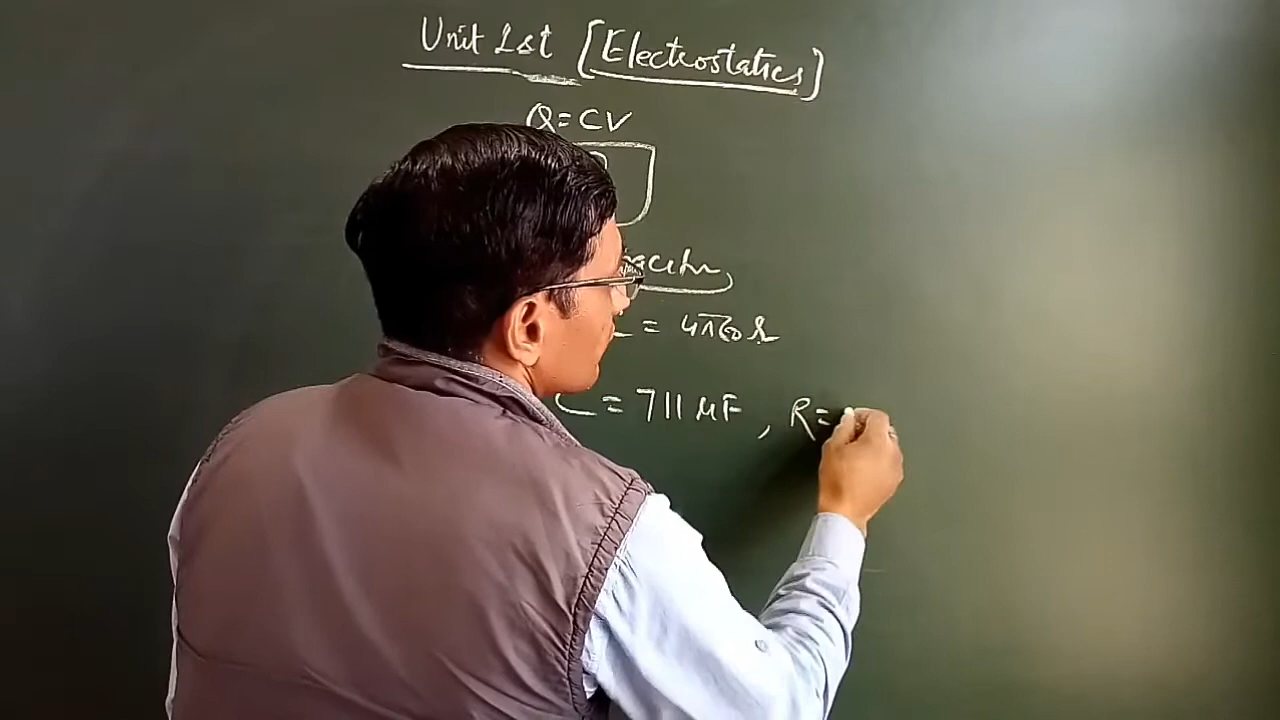 Unit 1st [Electrostatics]
Q = CV
= 4πϵ₀r
C = 711 μF , R =